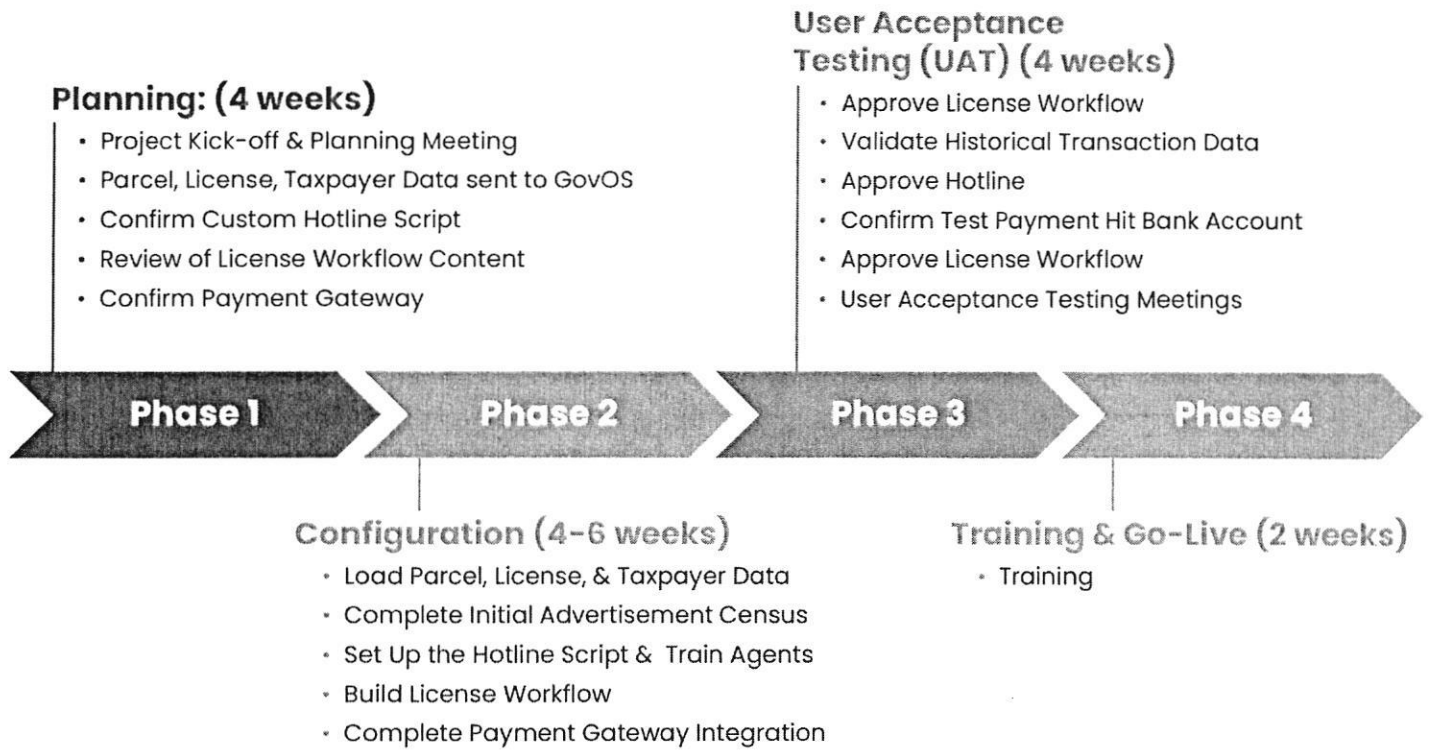 Planning: (4 weeks)
• Project Kick-off & Planning Meeting
• Parcel, License, Taxpayer Data sent to GovOS
• Confirm Custom Hotline Script
• Review of License Workflow Content
• Confirm Payment Gateway
User Acceptance
Testing (UAT) (4 weeks)
• Approve License Workflow
• Validate Historical Transaction Data
• Approve Hotline
• Confirm Test Payment Hit Bank Account
• Approve License Workflow
• User Acceptance Testing Meetings
Phase 1
Phase 2
Phase 3
Phase 4
Configuration (4-6 weeks)
• Load Parcel, License, & Taxpayer Data
• Complete Initial Advertisement Census
• Set Up the Hotline Script & Train Agents
• Build License Workflow
• Complete Payment Gateway Integration
Training & Go-Live (2 weeks)
• Training